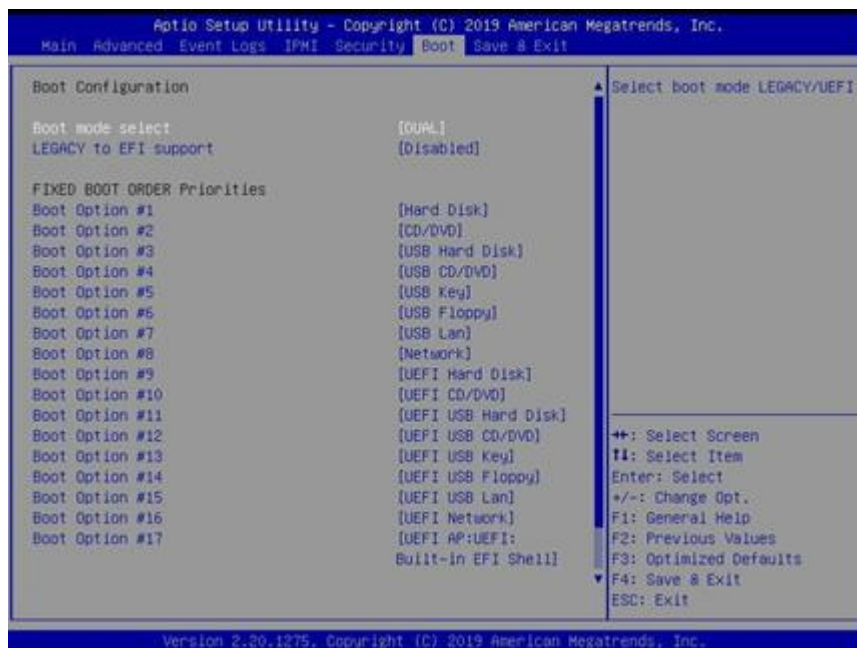 Aptio Setup Utility - Copyright (C) 2019 American Megatrends, Inc.
Main Advanced Event Logs IPMI Security Boot Save & Exit
Boot Configuration
Select boot mode LEGACY/UEFI
Boot mode select [DUAL]
LEGACY to EFI support [Disabled]
FIXED BOOT ORDER Priorities
Boot Option #1 [Hard Disk]
Boot Option #2 [CD/DVD]
Boot Option #3 [USB Hard Disk]
Boot Option #4 [USB CD/DVD]
Boot Option #5 [USB Key]
Boot Option #6 [USB Floppy]
Boot Option #7 [USB Lan]
Boot Option #8 [Network]
Boot Option #9 [UEFI Hard Disk]
Boot Option #10 [UEFI CD/DVD]
Boot Option #11 [UEFI USB Hard Disk]
Boot Option #12 [UEFI USB CD/DVD]
Boot Option #13 [UEFI USB Key]
Boot Option #14 [UEFI USB Floppy]
Boot Option #15 [UEFI USB Lan]
Boot Option #16 [UEFI Network]
Boot Option #17 [UEFI AP:UEFI:
Built-in EFI Shell]
→←: Select Screen
↑↓: Select Item
Enter: Select
+/-: Change Opt.
F1: General Help
F2: Previous Values
F3: Optimized Defaults
F4: Save & Exit
ESC: Exit
Version 2.20.1275. Copyright (C) 2019 American Megatrends, Inc.